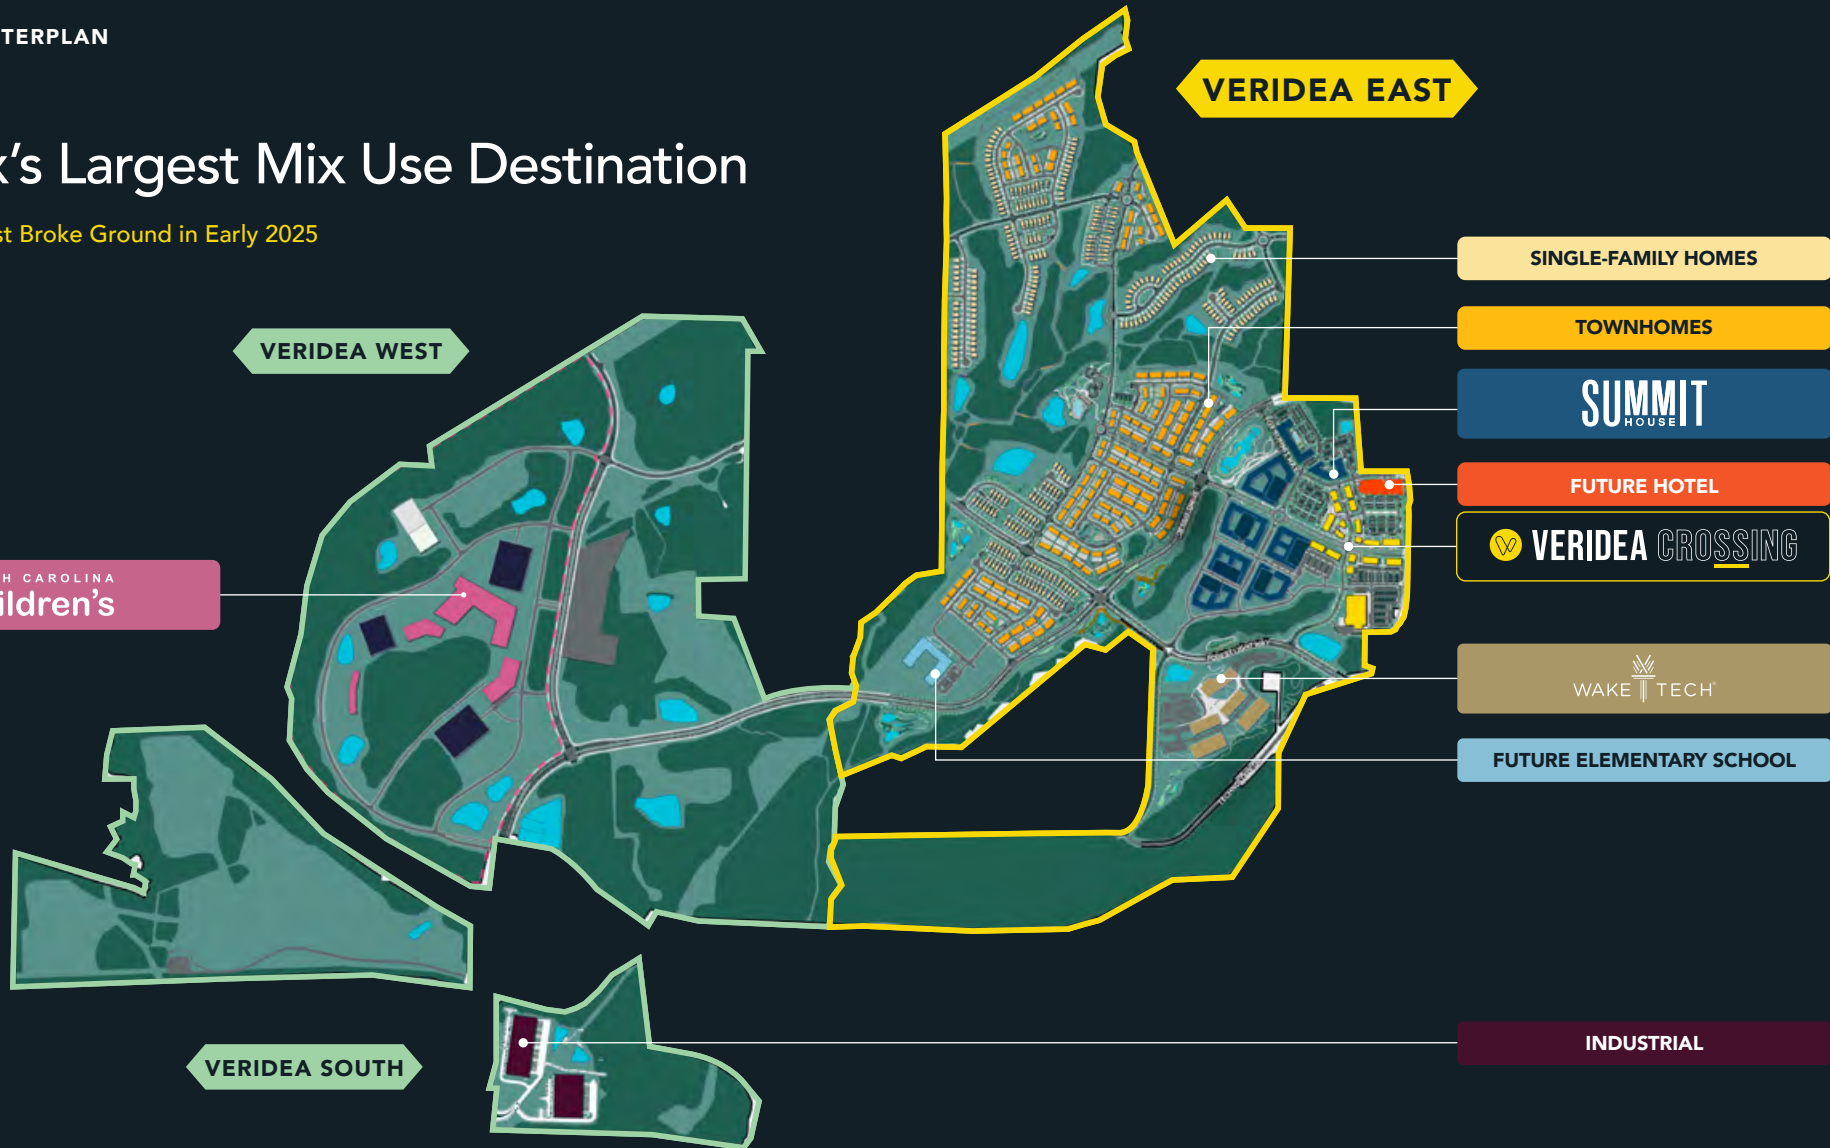 TERPLAN
x's Largest Mix Use Destination
st Broke Ground in Early 2025
VERIDEA EAST
VERIDEA WEST
SINGLE-FAMILY HOMES
TOWNHOMES
SUMMIT
HOUSE
FUTURE HOTEL
VERIDEA CROSSING
H CAROLINA
ildren's
WAKE TECH
FUTURE ELEMENTARY SCHOOL
INDUSTRIAL
VERIDEA SOUTH